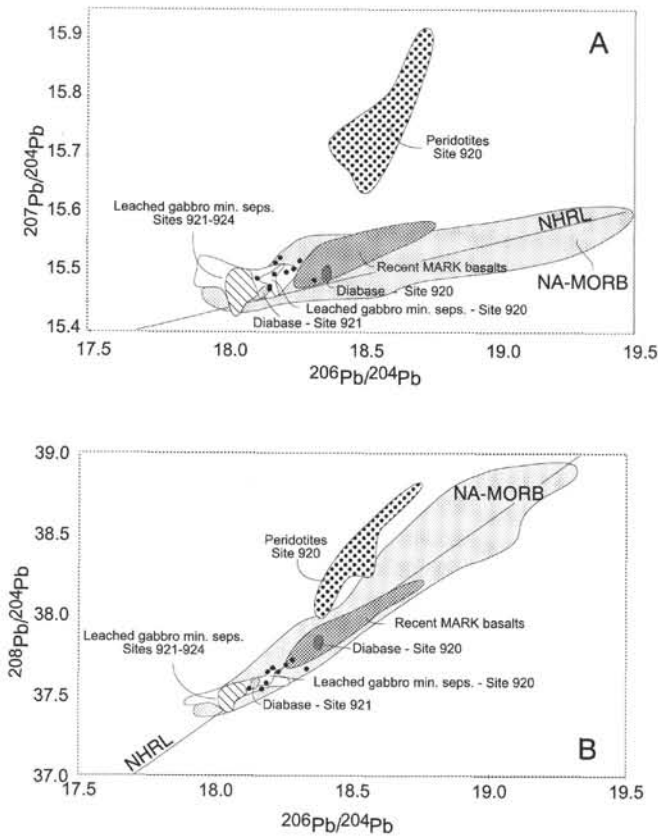 A
15.9
15.8
15.7
15.6
15.5
15.4
207Pb/204Pb
Peridotites
Site 920
Leached gabbro min. seps.
Sites 921-924
NHRL
Recent MARK basalts
NA-MORB
Diabase - Site 920
Leached gabbro min. seps. - Site 920
Diabase - Site 921
17.5 18.0 18.5 19.0 19.5
206Pb/204Pb
39.0
38.5
38.0
37.5
37.0
208Pb/204Pb
NA-MORB
Peridotites
Site 920
Recent MARK basalts
Leached gabbro min. seps.
Sites 921-924
Diabase - Site 920
Leached gabbro min. seps. - Site 920
Diabase - Site 921
NHRL
B
17.5 18.0 18.5 19.0 19.5
206Pb/204Pb